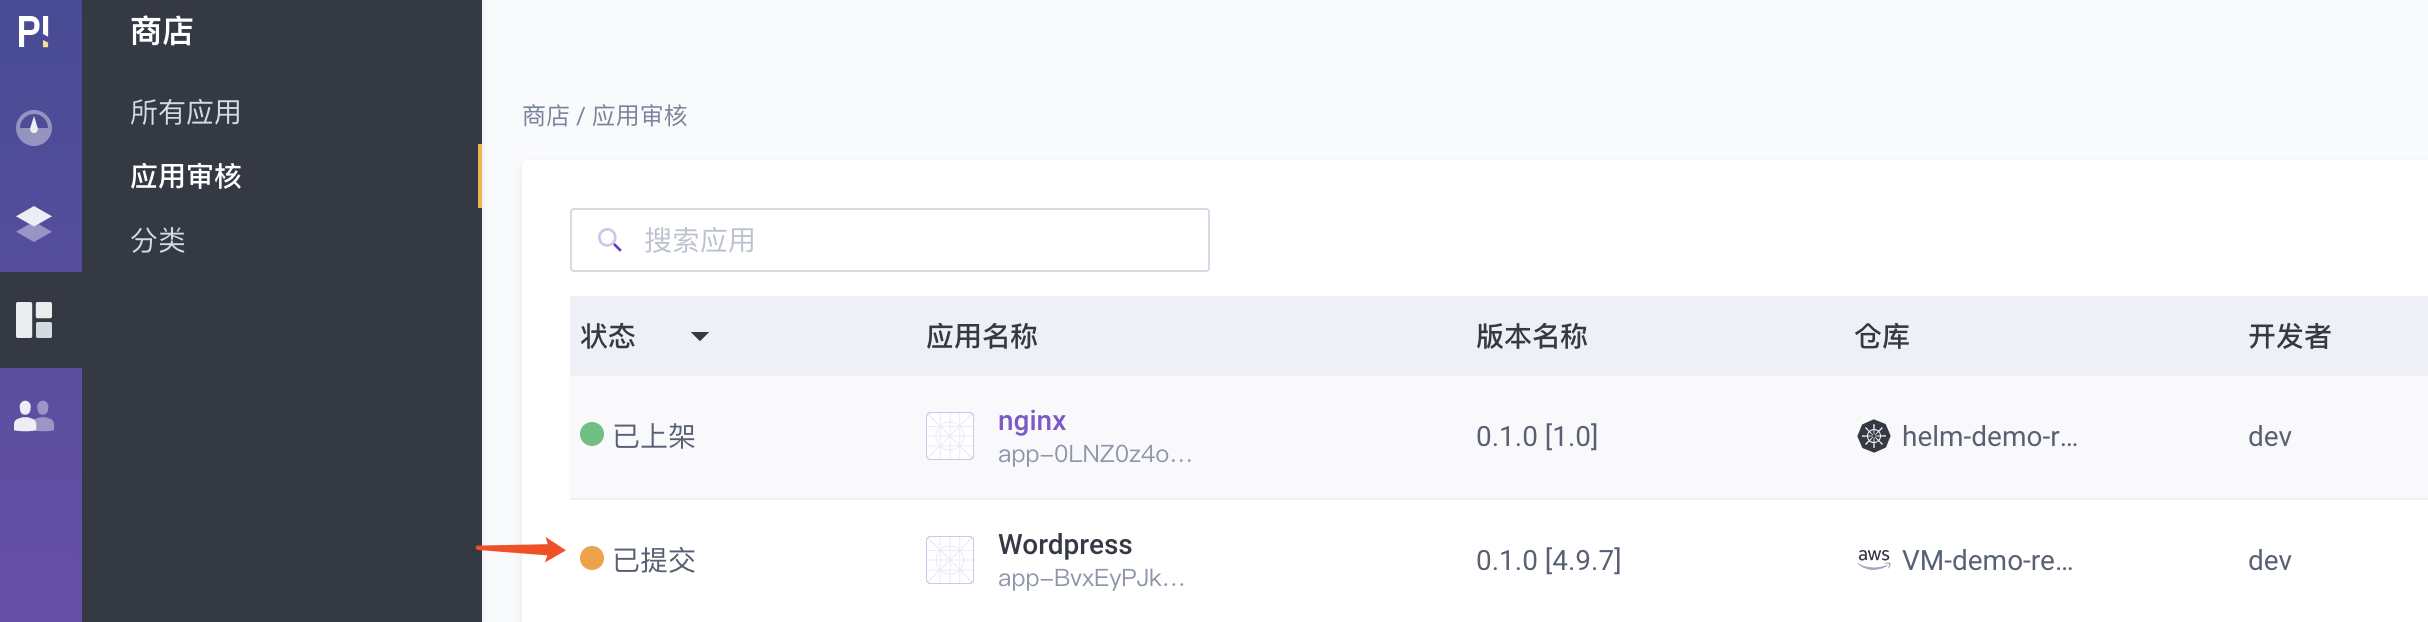 P!
商店
所有应用
应用审核
分类
商店 / 应用审核
搜索应用
状态 应用名称 版本名称 仓库 开发者
已上架 nginx 0.1.0 [1.0] helm-demo-r... dev
app-0LNZ0z4o...
已提交 Wordpress 0.1.0 [4.9.7] aws VM-demo-re... dev
app-BvxEyPJk...